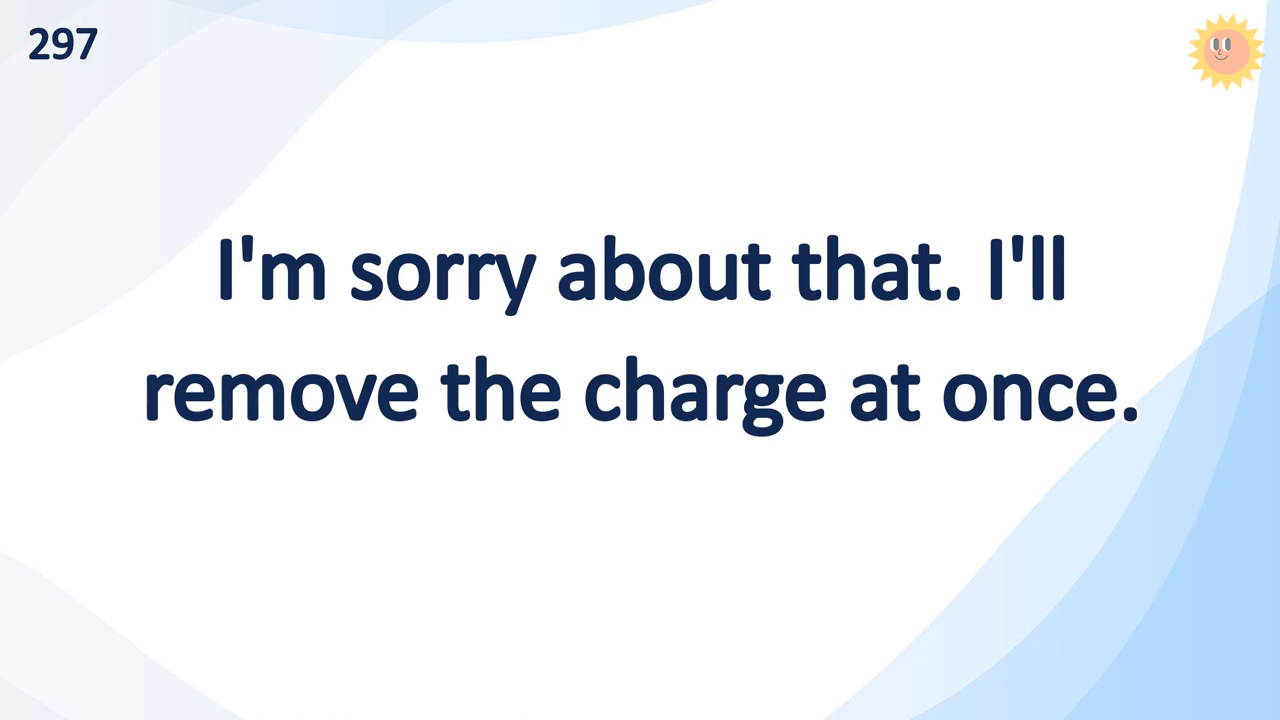 297
I'm sorry about that. I'll
remove the charge at once.